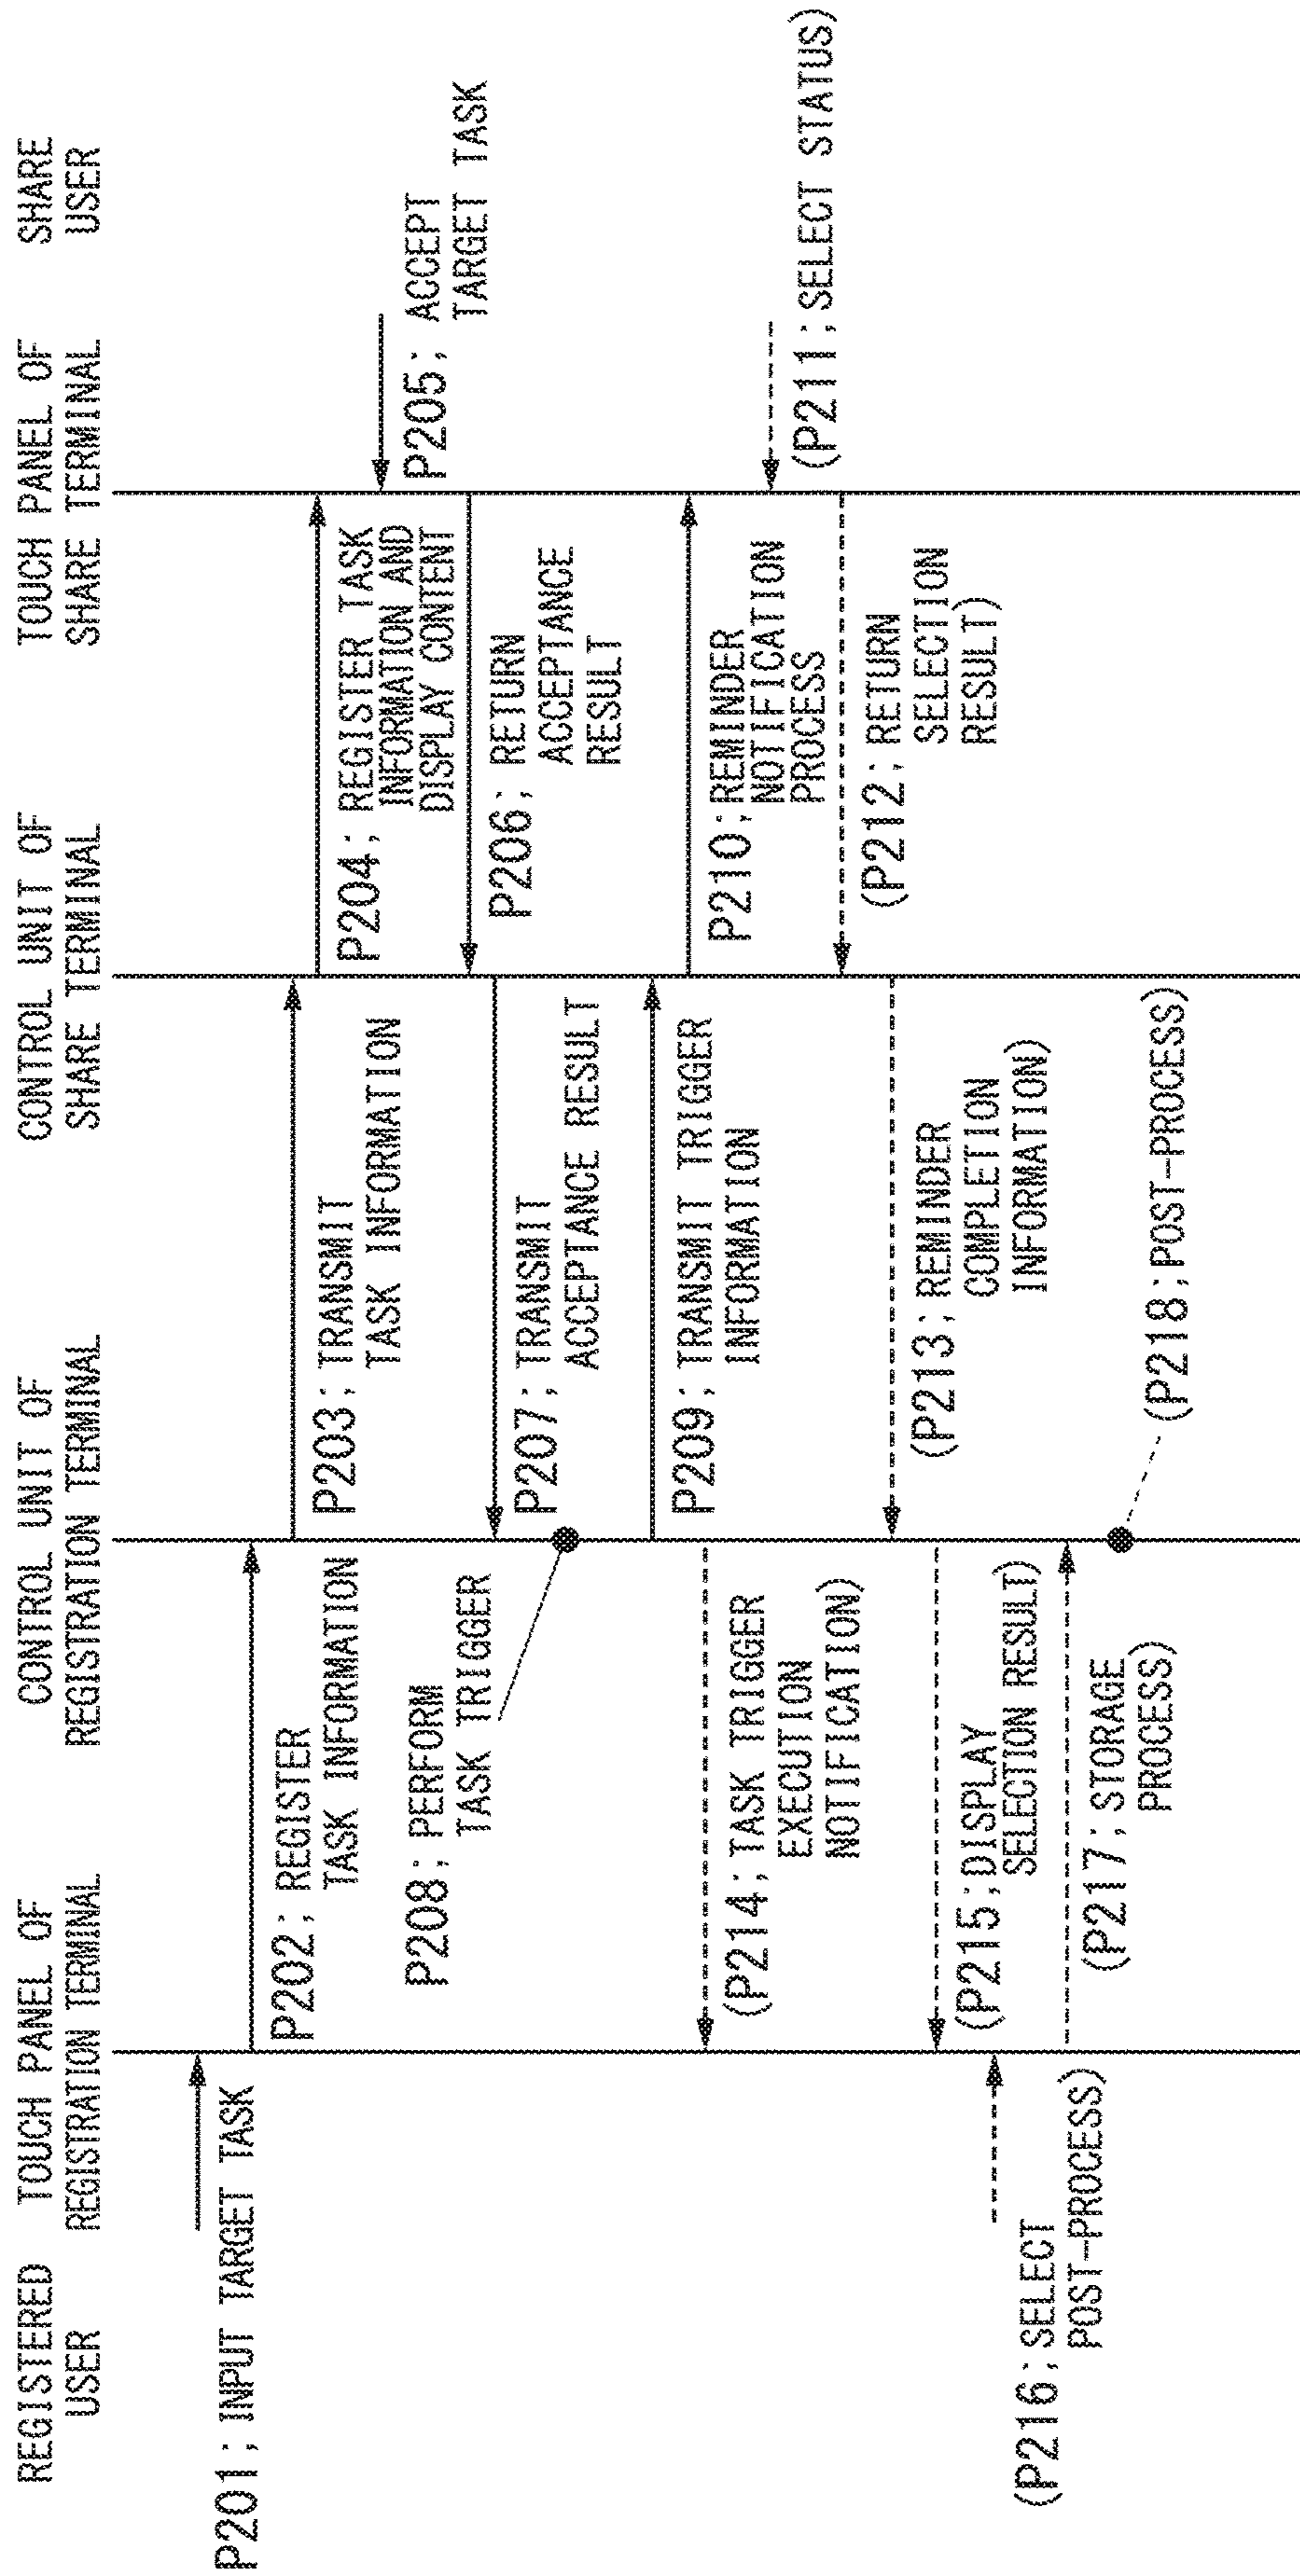 REGISTERED
USER
TOUCH PANEL OF
REGISTRATION TERMINAL
CONTROL UNIT OF
REGISTRATION TERMINAL
CONTROL UNIT OF
SHARE TERMINAL
TOUCH PANEL OF
SHARE TERMINAL
SHARE
USER
P201; INPUT TARGET TASK
P202; REGISTER
TASK INFORMATION
P203; TRANSMIT
TASK INFORMATION
P204; REGISTER TASK
INFORMATION AND
DISPLAY CONTENT
P205; ACCEPT
TARGET TASK
P206; RETURN
ACCEPTANCE
RESULT
P207; TRANSMIT
ACCEPTANCE RESULT
P208; PERFORM
TASK TRIGGER
P209; TRANSMIT TRIGGER
INFORMATION
P210; REMINDER
NOTIFICATION
PROCESS
(P211; SELECT STATUS)
(P212; RETURN
SELECTION
RESULT)
(P213; REMINDER
COMPLETION
INFORMATION)
(P214; TASK TRIGGER
EXECUTION
NOTIFICATION)
(P215; DISPLAY
SELECTION RESULT)
(P216; SELECT
POST-PROCESS)
(P217; STORAGE
PROCESS)
(P218; POST-PROCESS)